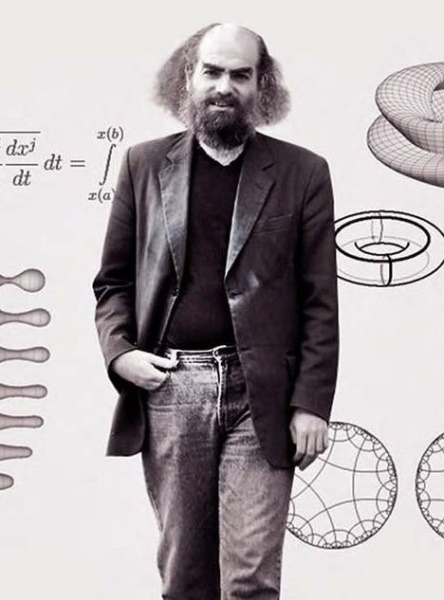 x(b)
dx^j/dt dt = ∫
x(a)